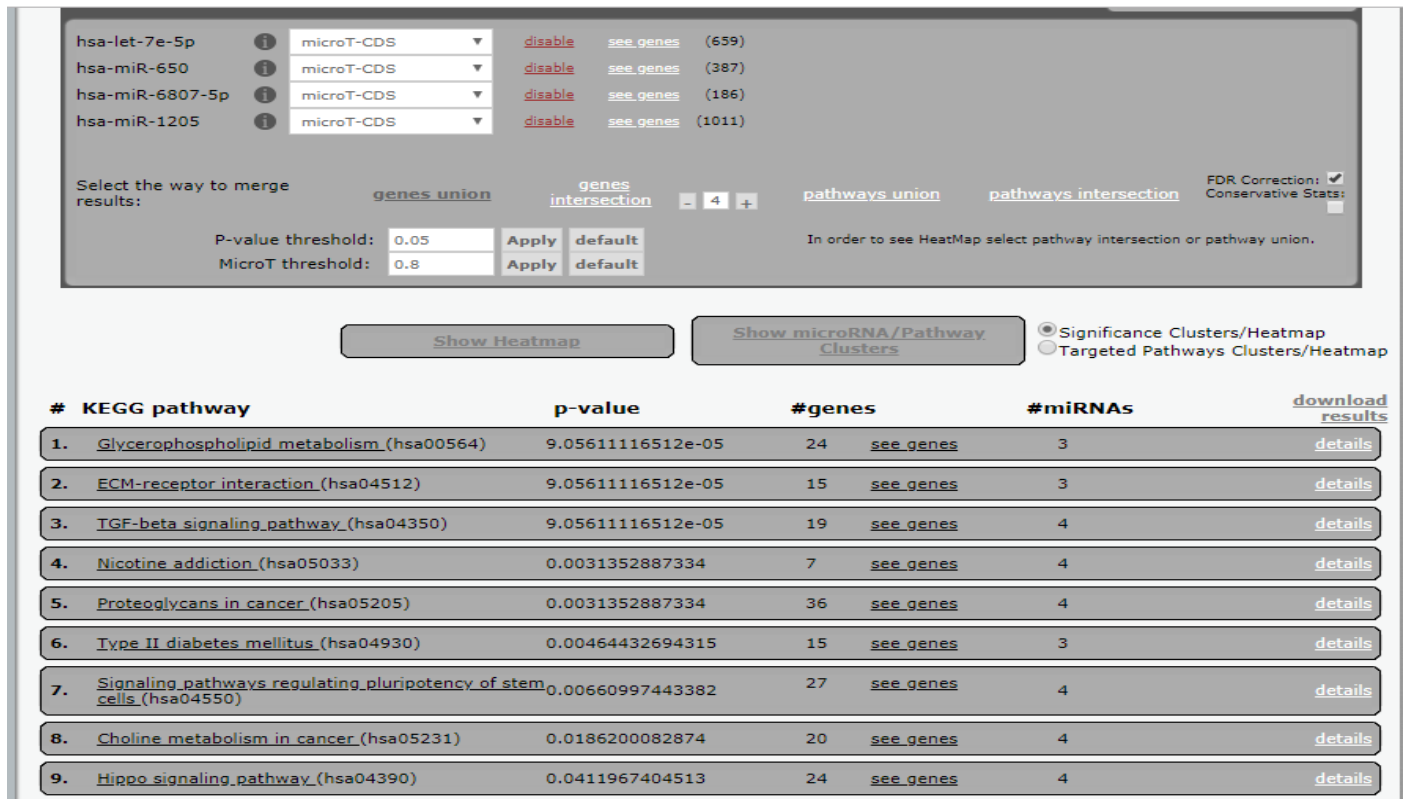 hsa-let-7e-5p i microT-CDS ▼ disable see genes (659)
hsa-miR-650 i microT-CDS ▼ disable see genes (387)
hsa-miR-6807-5p i microT-CDS ▼ disable see genes (186)
hsa-miR-1205 i microT-CDS ▼ disable see genes (1011)
Select the way to merge results: genes union genes intersection - 4 + pathways union pathways intersection FDR Correction: Conservative Stats:
P-value threshold: 0.05 Apply default In order to see HeatMap select pathway intersection or pathway union.
MicroT threshold: 0.8 Apply default
Show Heatmap Show microRNA/Pathway Clusters Significance Clusters/Heatmap
Targeted Pathways Clusters/Heatmap
# KEGG pathway p-value #genes #miRNAs download results
1. Glycerophospholipid metabolism (hsa00564) 9.05611116512e-05 24 see genes 3 details
2. ECM-receptor interaction (hsa04512) 9.05611116512e-05 15 see genes 3 details
3. TGF-beta signaling pathway (hsa04350) 9.05611116512e-05 19 see genes 4 details
4. Nicotine addiction (hsa05033) 0.0031352887334 7 see genes 4 details
5. Proteoglycans in cancer (hsa05205) 0.0031352887334 36 see genes 4 details
6. Type II diabetes mellitus (hsa04930) 0.00464432694315 15 see genes 3 details
7. Signaling pathways regulating pluripotency of stem cells (hsa04550) 0.00660997443382 27 see genes 4 details
8. Choline metabolism in cancer (hsa05231) 0.0186200082874 20 see genes 4 details
9. Hippo signaling pathway (hsa04390) 0.0411967404513 24 see genes 4 details